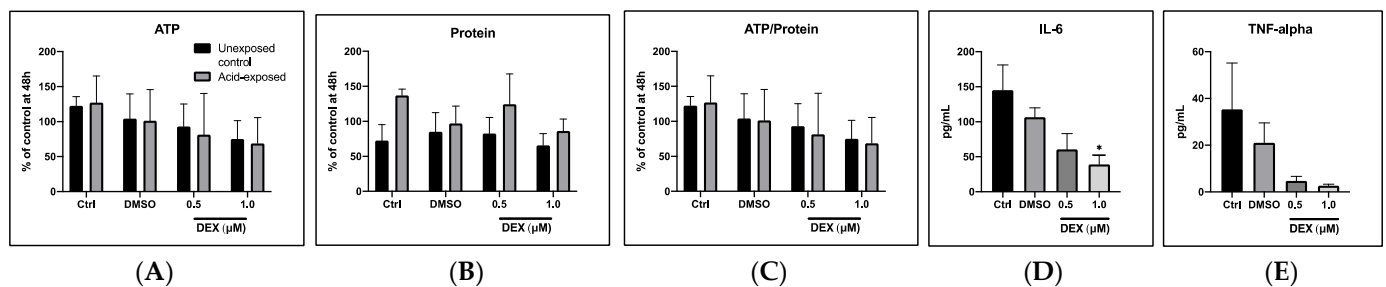 ATP
% of control at 48h
200
150
100
50
0
Unexposed
control
Acid-exposed
Ctrl DMSO 0.5 1.0
DEX (μM)
(A)
Protein
% of control at 48h
200
150
100
50
0
Ctrl DMSO 0.5 1.0
DEX (μM)
(B)
ATP/Protein
% of control at 48h
200
150
100
50
0
Ctrl DMSO 0.5 1.0
DEX (μM)
(C)
IL-6
pg/mL
200
150
100
50
0
*
Ctrl DMSO 0.5 1.0
DEX (μM)
(D)
TNF-alpha
pg/mL
60
40
20
0
Ctrl DMSO 0.5 1.0
DEX (μM)
(E)